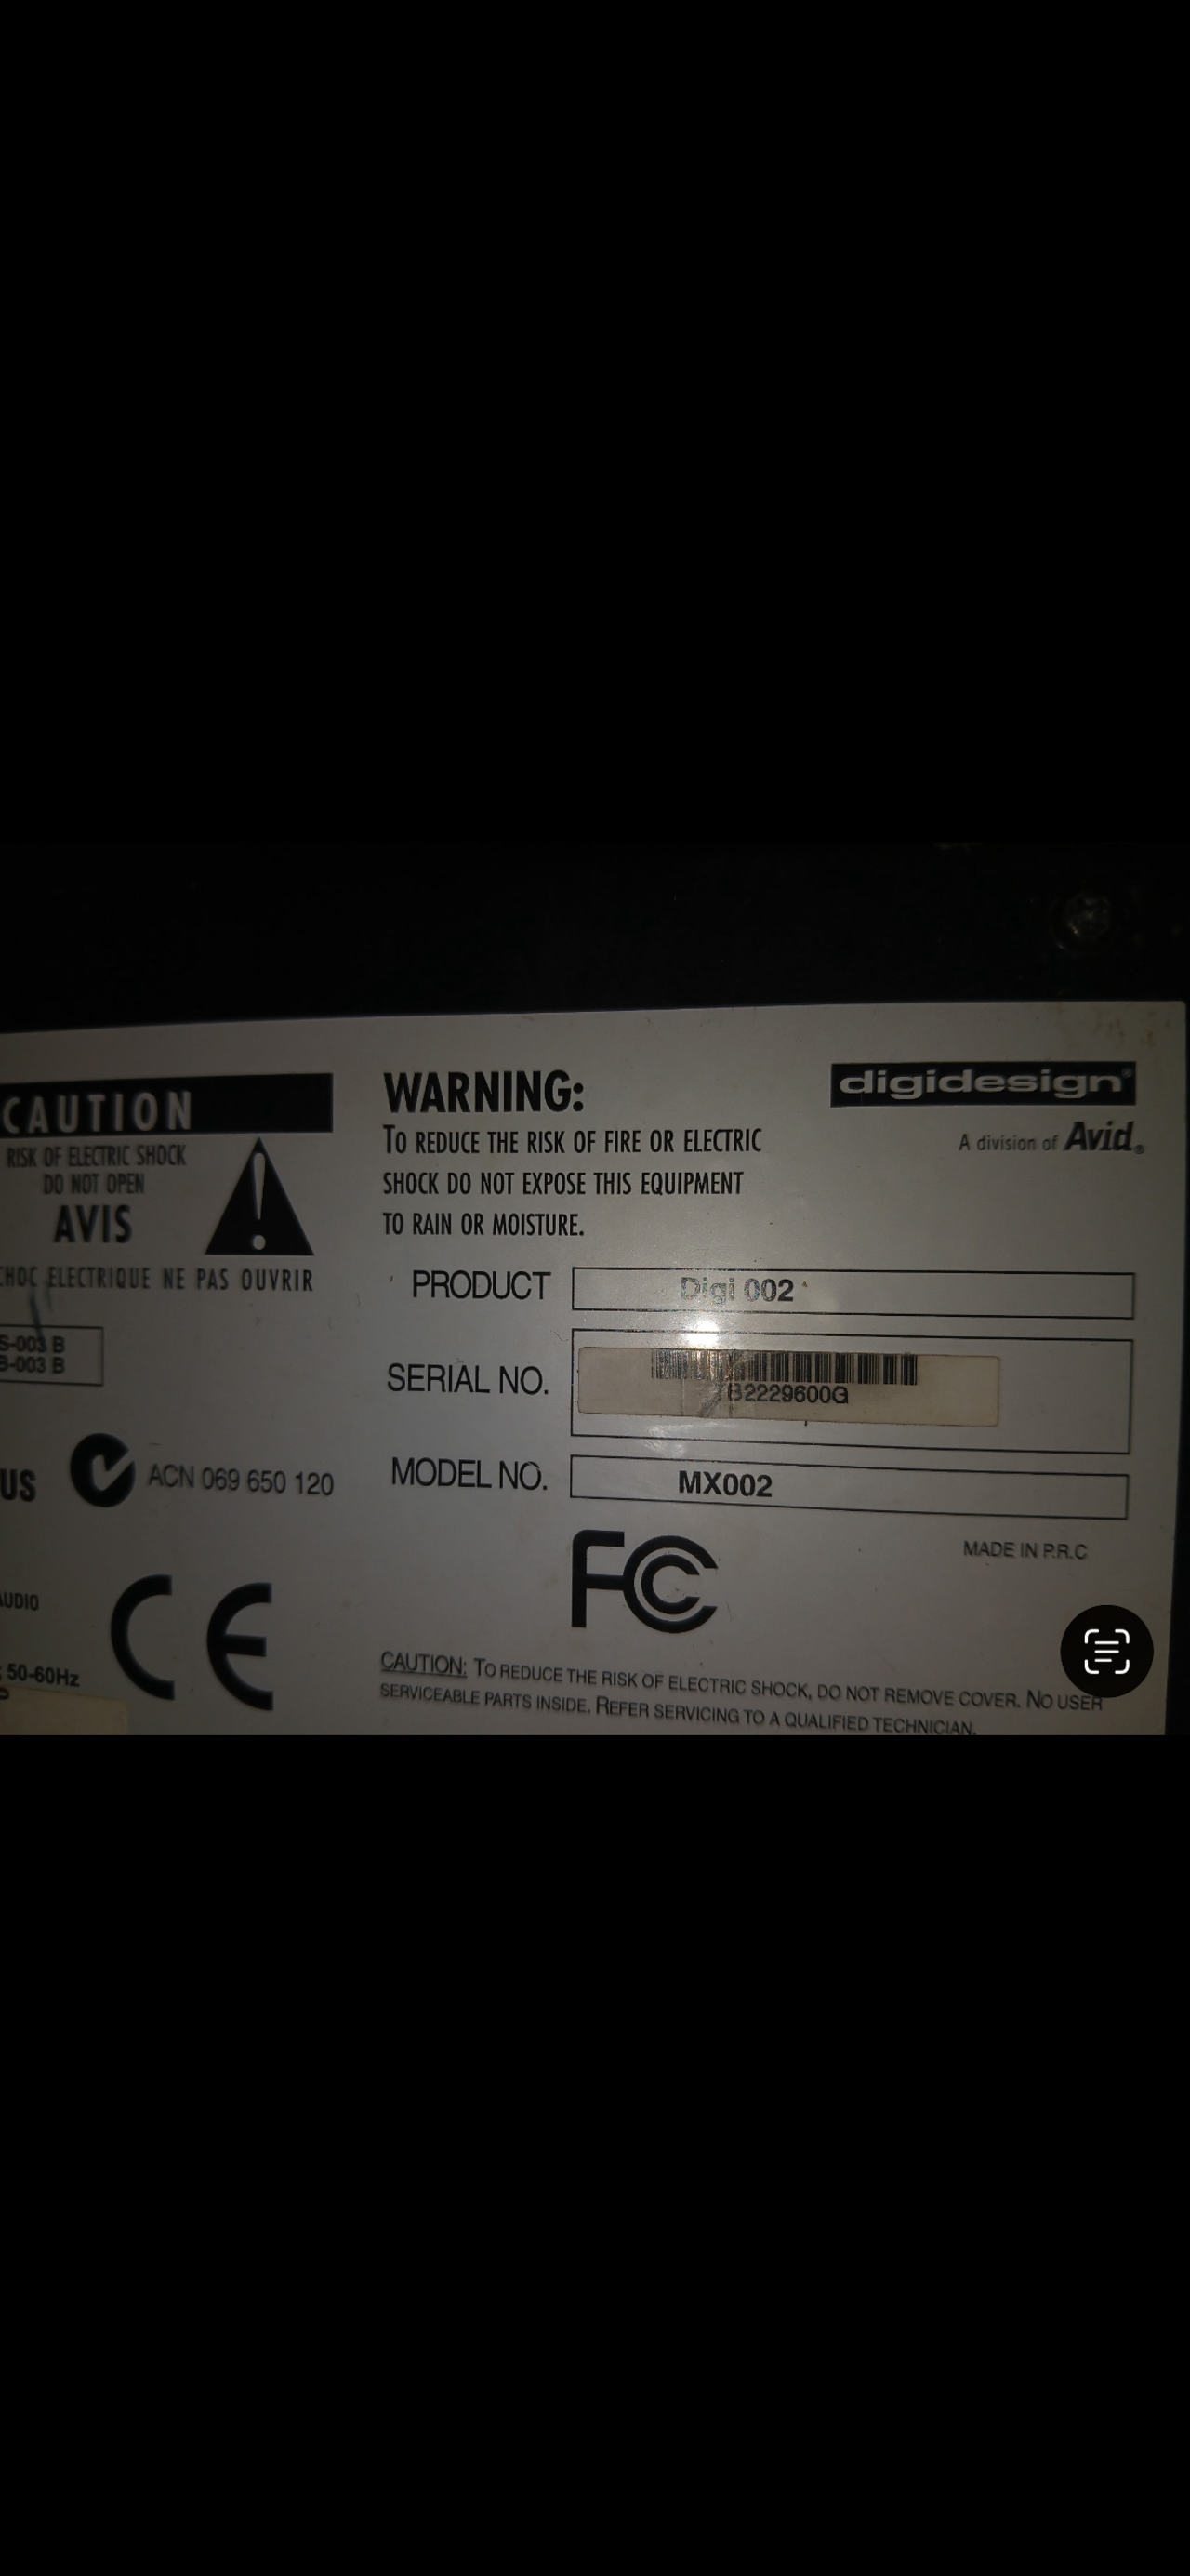 CAUTION
RISK OF ELECTRIC SHOCK
DO NOT OPEN
AVIS
ELECTRIQUE NE PAS OUVRIR
S-003 B
B-003 B
US
ACN 069 650 120
AUDIO
CE
50-60Hz
WARNING:
TO REDUCE THE RISK OF FIRE OR ELECTRIC
SHOCK DO NOT EXPOSE THIS EQUIPMENT
TO RAIN OR MOISTURE.
digidesign®
A division of Avid®
PRODUCT Digi 002
SERIAL NO. B2229600G
MODEL NO. MX002
FCC
MADE IN P.R.C
CAUTION: TO REDUCE THE RISK OF ELECTRIC SHOCK, DO NOT REMOVE COVER. NO USER
SERVICEABLE PARTS INSIDE. REFER SERVICING TO A QUALIFIED TECHNICIAN.